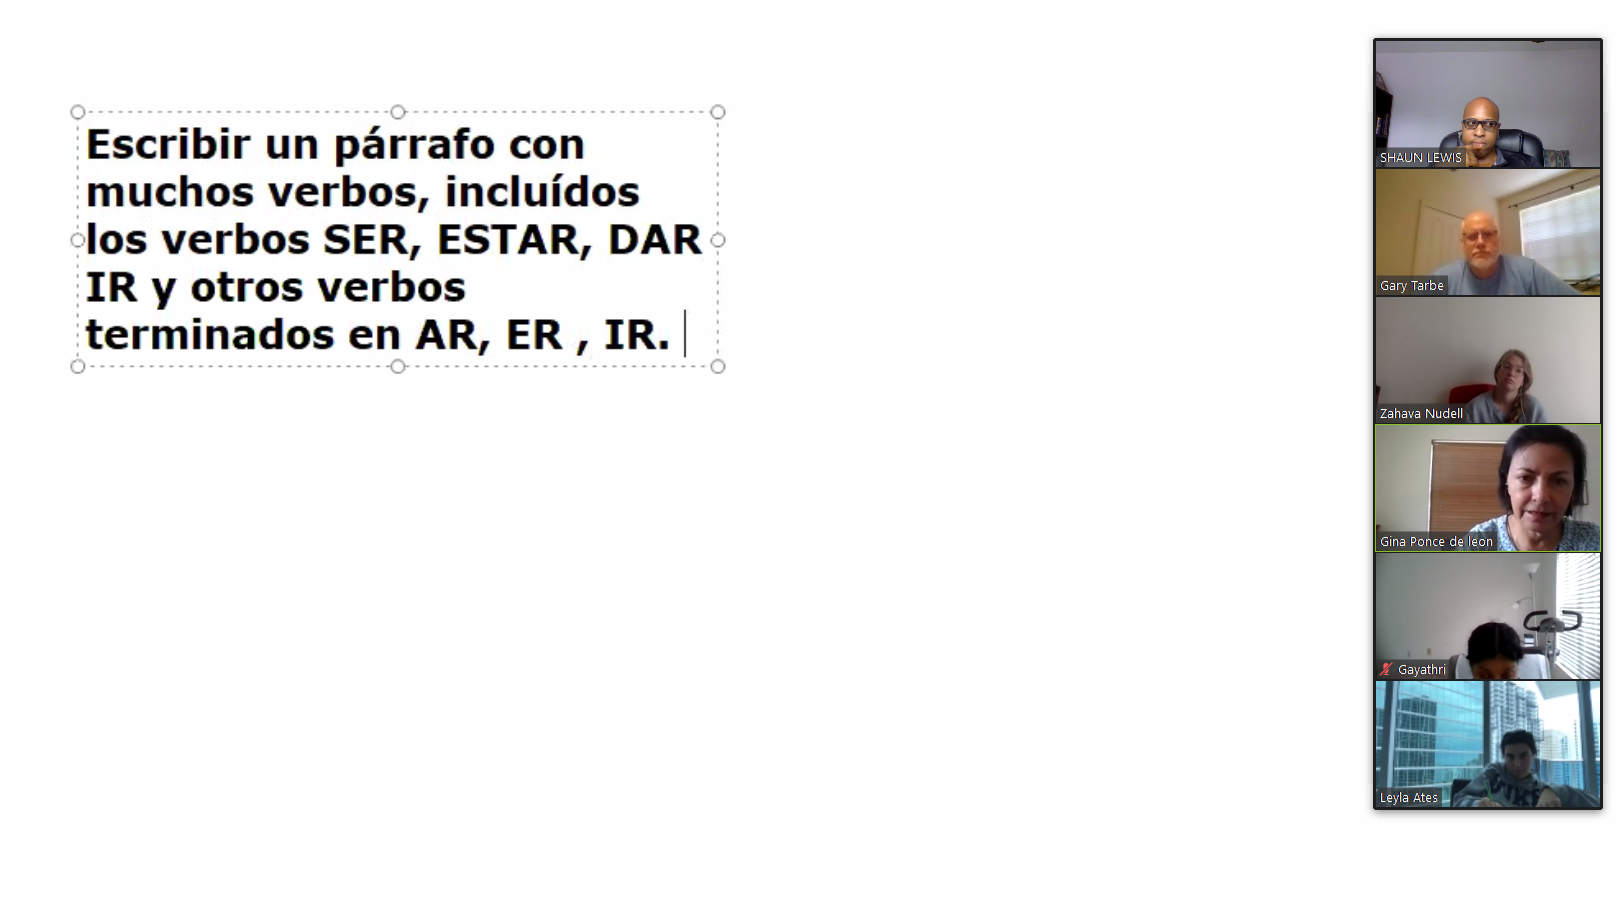 Escribir un párrafo con
muchos verbos, incluídos
los verbos SER, ESTAR, DAR
IR y otros verbos
terminados en AR, ER , IR.
SHAUN LEWIS
Gary Tarbe
Zahava Nudell
Gina Ponce de leon
Gayathri
Leyla Ates